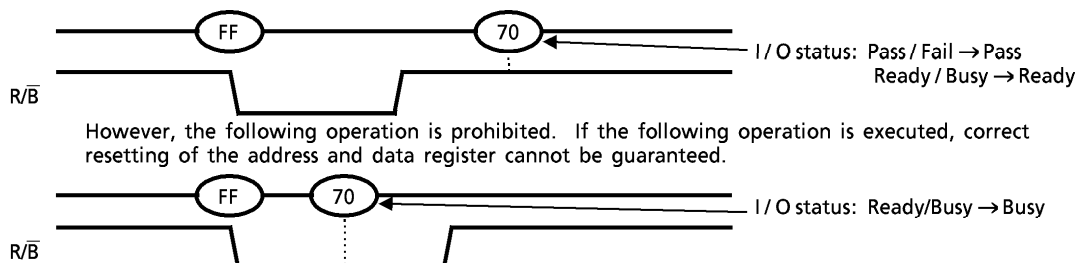 FF 70
I/O status: Pass/Fail → Pass
Ready/Busy → Ready
R/B̅
However, the following operation is prohibited. If the following operation is executed, correct
resetting of the address and data register cannot be guaranteed.
FF 70
I/O status: Ready/Busy → Busy
R/B̅